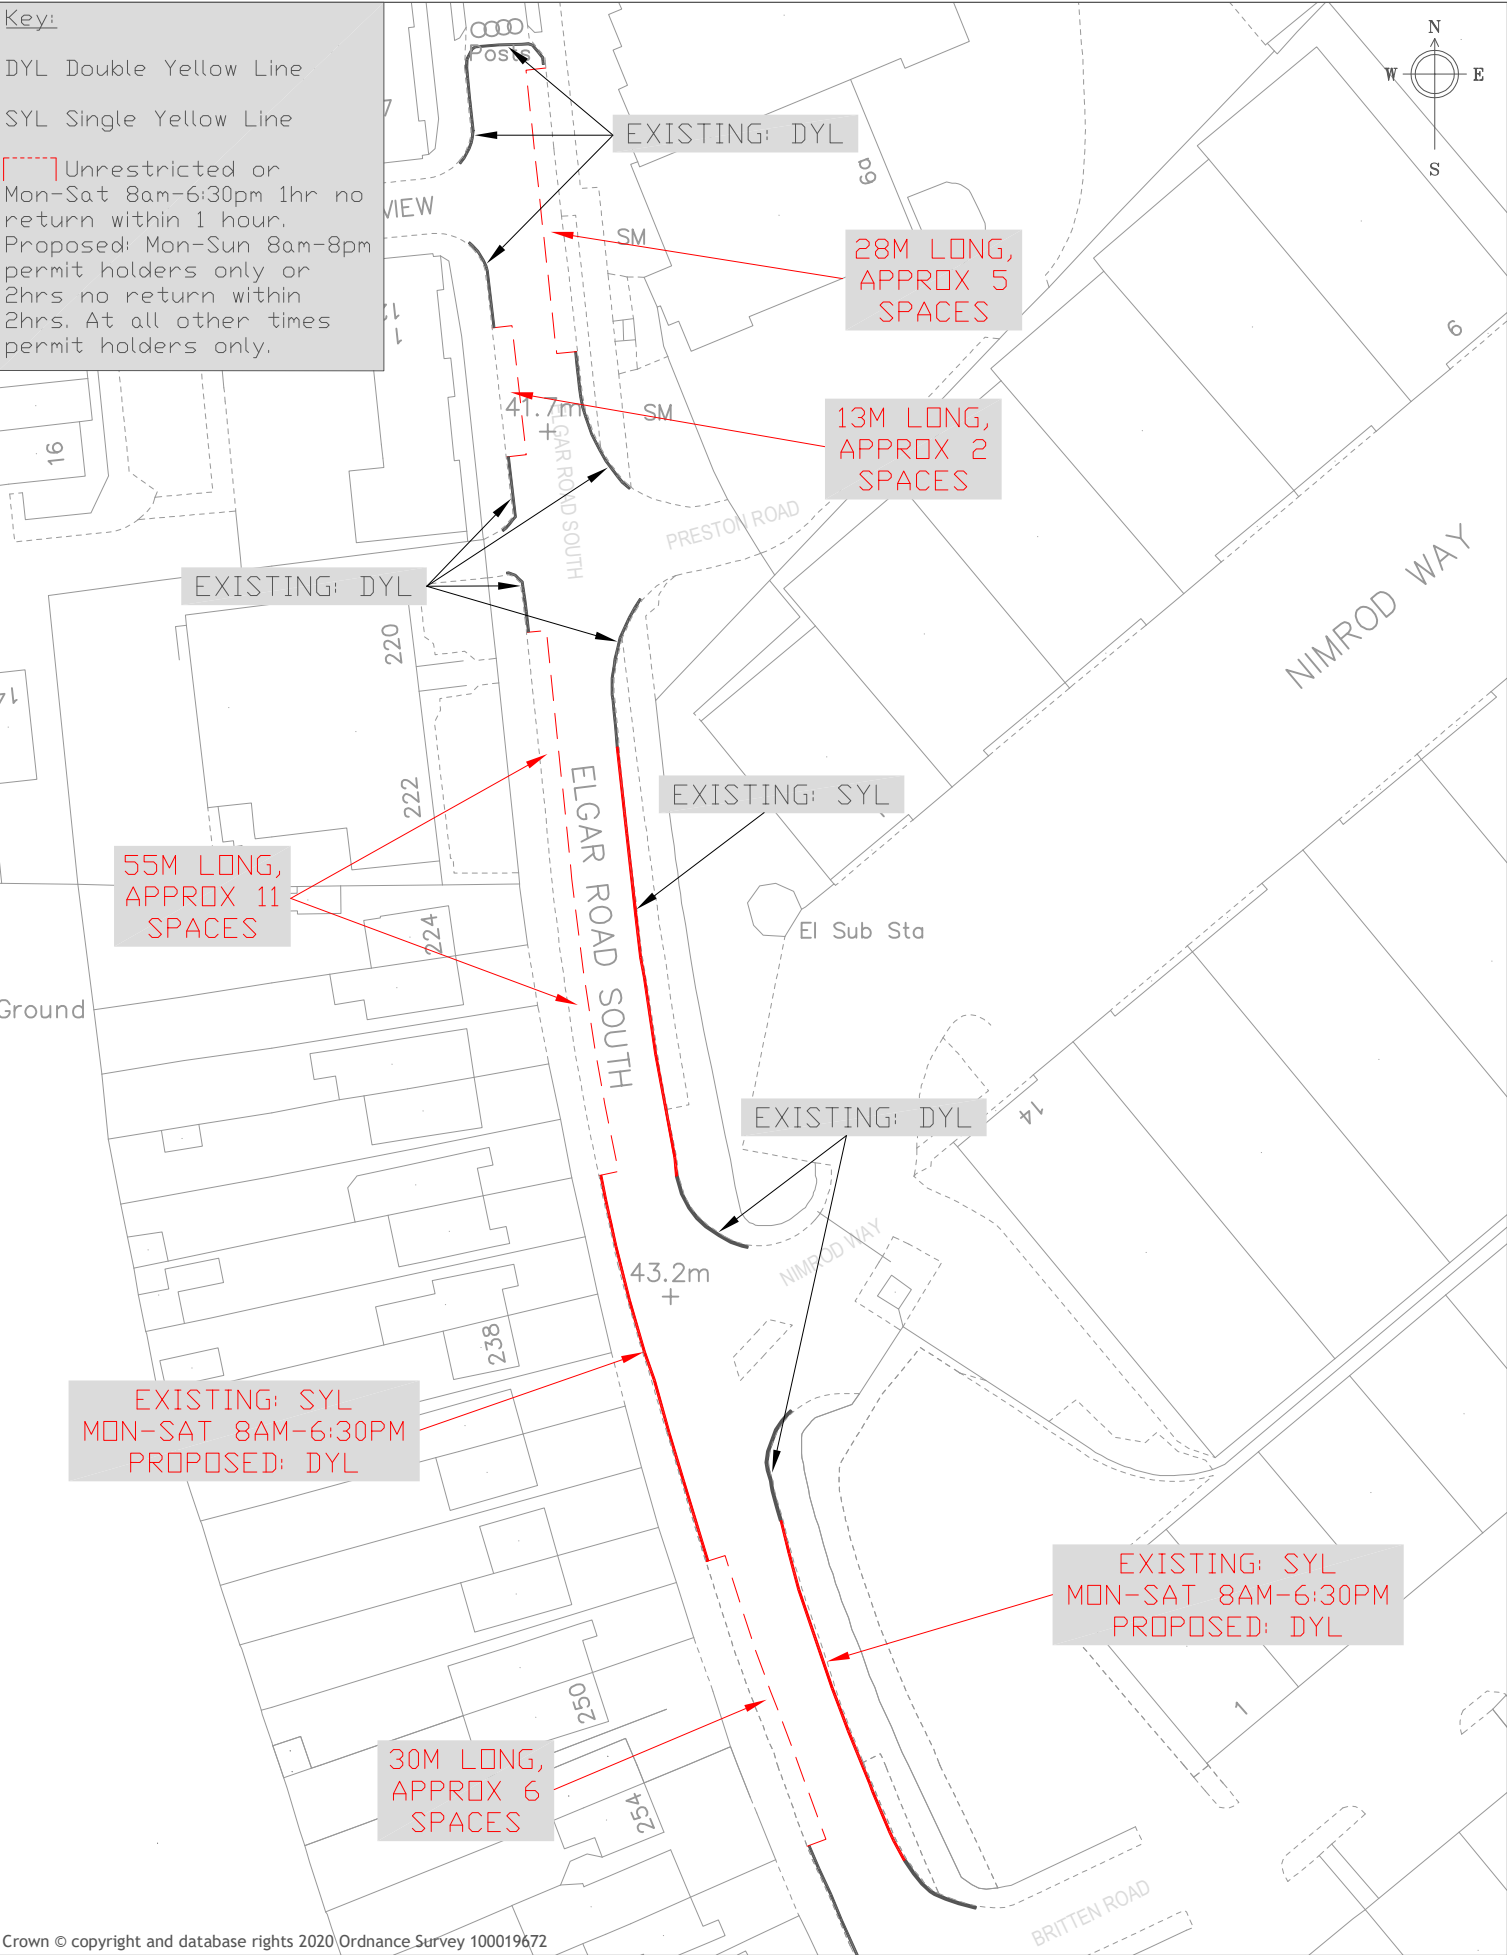 Key:
DYL Double Yellow Line
SYL Single Yellow Line
Unrestricted or
Mon-Sat 8am-6:30pm 1hr no
return within 1 hour.
Proposed: Mon-Sun 8am-8pm
permit holders only or
2hrs no return within
2hrs. At all other times
permit holders only.
Posts
N
W
E
S
EXISTING: DYL
69
VIEW
SM
28M LONG,
APPROX 5
SPACES
9
13M LONG,
APPROX 2
SPACES
41.7m
SM
16
ELGAR ROAD SOUTH
PRESTON ROAD
EXISTING: DYL
NIMROD WAY
220
222
EXISTING: SYL
ELGAR ROAD SOUTH
55M LONG,
APPROX 11
SPACES
224
El Sub Sta
Ground
EXISTING: DYL
14
NIMROD WAY
43.2m
238
EXISTING: SYL
MON-SAT 8AM-6:30PM
PROPOSED: DYL
EXISTING: SYL
MON-SAT 8AM-6:30PM
PROPOSED: DYL
250
1
30M LONG,
APPROX 6
SPACES
254
BRITTEN ROAD
Crown © copyright and database rights 2020 Ordnance Survey 100019672